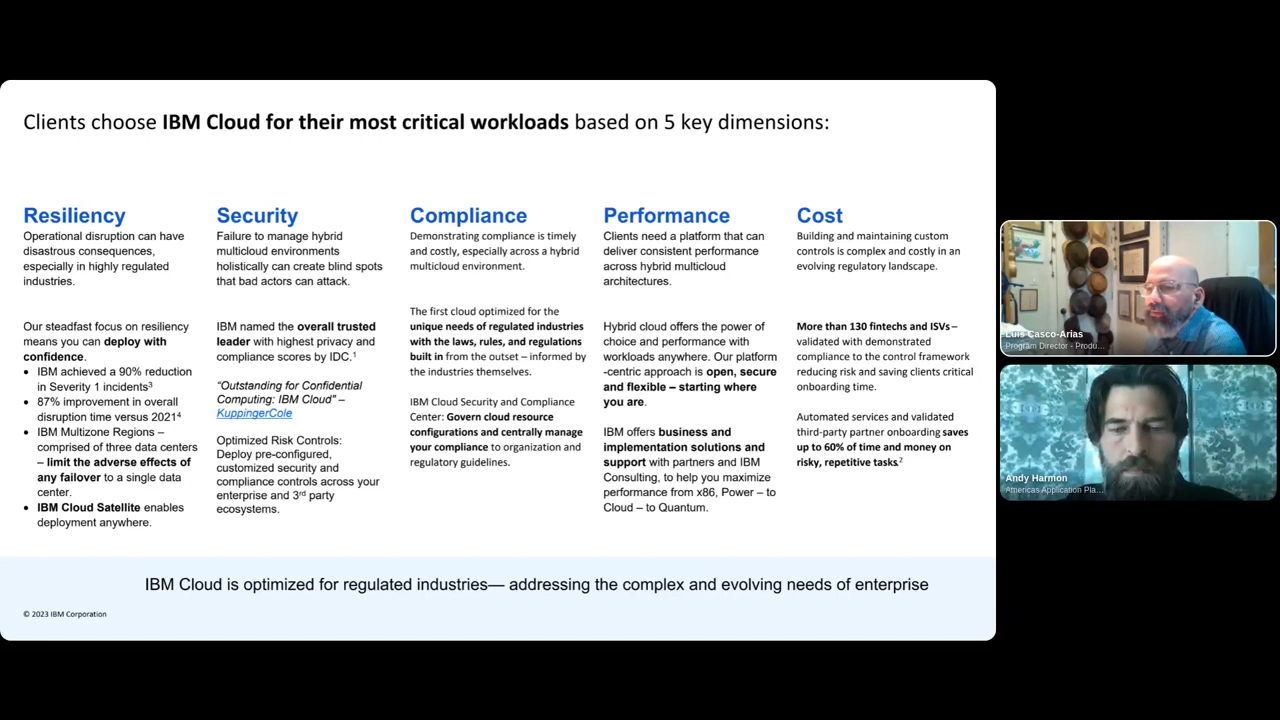 Clients choose IBM Cloud for their most critical workloads based on 5 key dimensions:
Resiliency
Operational disruption can have
disastrous consequences,
especially in highly regulated
industries.
Our steadfast focus on resiliency
means you can deploy with
confidence.
• IBM achieved a 90% reduction
in Severity 1 incidents³
• 87% improvement in overall
disruption time versus 2021⁴
• IBM Multizone Regions –
comprised of three data centers
– limit the adverse effects of
any failover to a single data
center.
• IBM Cloud Satellite enables
deployment anywhere.
Security
Failure to manage hybrid
multicloud environments
holistically can create blind spots
that bad actors can attack.
IBM named the overall trusted
leader with highest privacy and
compliance scores by IDC.¹
“Outstanding for Confidential
Computing: IBM Cloud” –
KuppingerCole
Optimized Risk Controls:
Deploy pre-configured,
customized security and
compliance controls across your
enterprise and 3rd party
ecosystems.
Compliance
Demonstrating compliance is timely
and costly, especially across a hybrid
multicloud environment.
The first cloud optimized for the
unique needs of regulated industries
with the laws, rules, and regulations
built in from the outset – informed by
the industries themselves.
IBM Cloud Security and Compliance
Center: Govern cloud resource
configurations and centrally manage
your compliance to organization and
regulatory guidelines.
Performance
Clients need a platform that can
deliver consistent performance
across hybrid multicloud
architectures.
Hybrid cloud offers the power of
choice and performance with
workloads anywhere. Our platform
-centric approach is open, secure
and flexible – starting where
you are.
IBM offers business and
implementation solutions and
support with partners and IBM
Consulting, to help you maximize
performance from x86, Power – to
Cloud – to Quantum.
Cost
Building and maintaining custom
controls is complex and costly in an
evolving regulatory landscape.
More than 130 fintechs and ISVs –
validated with demonstrated
compliance to the control framework
reducing risk and saving clients critical
onboarding time.
Automated services and validated
third-party partner onboarding saves
up to 60% of time and money on
risky, repetitive tasks.²
IBM Cloud is optimized for regulated industries— addressing the complex and evolving needs of enterprise
© 2023 IBM Corporation
Luis Casco-Arias
Program Director - Produ...
Andy Harmon
Americas Application Pla...